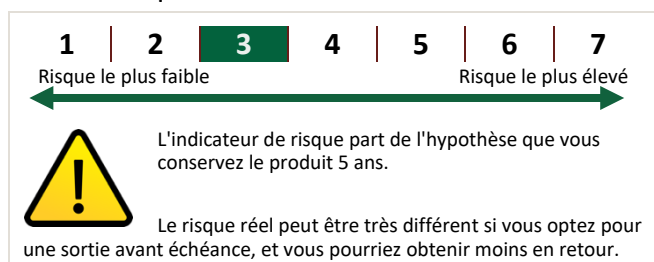 1 2 3 4 5 6 7
Risque le plus faible Risque le plus élevé
L'indicateur de risque part de l'hypothèse que vous
conservez le produit 5 ans.
Le risque réel peut être très différent si vous optez pour
une sortie avant échéance, et vous pourriez obtenir moins en retour.